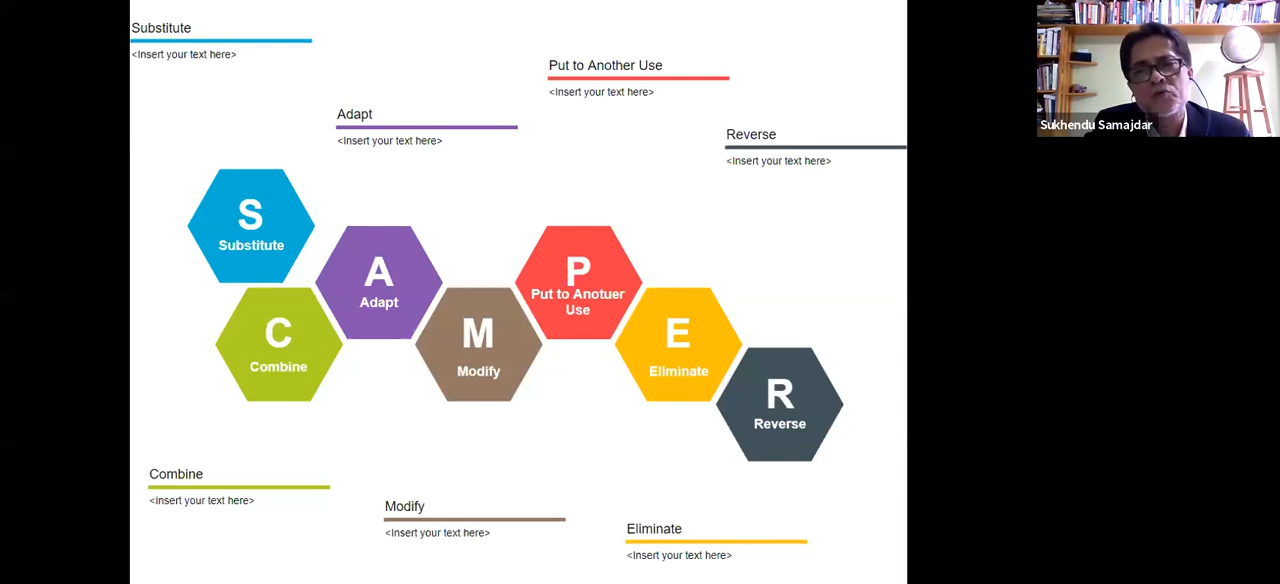 Substitute
<Insert your text here>
Put to Another Use
<Insert your text here>
Adapt
<Insert your text here>
Reverse
<Insert your text here>
Sukhendu Samajdar
S
Substitute
A
Adapt
P
Put to Anotuer
Use
C
Combine
M
Modify
E
Eliminate
R
Reverse
Combine
<Insert your text here>
Modify
<Insert your text here>
Eliminate
<Insert your text here>